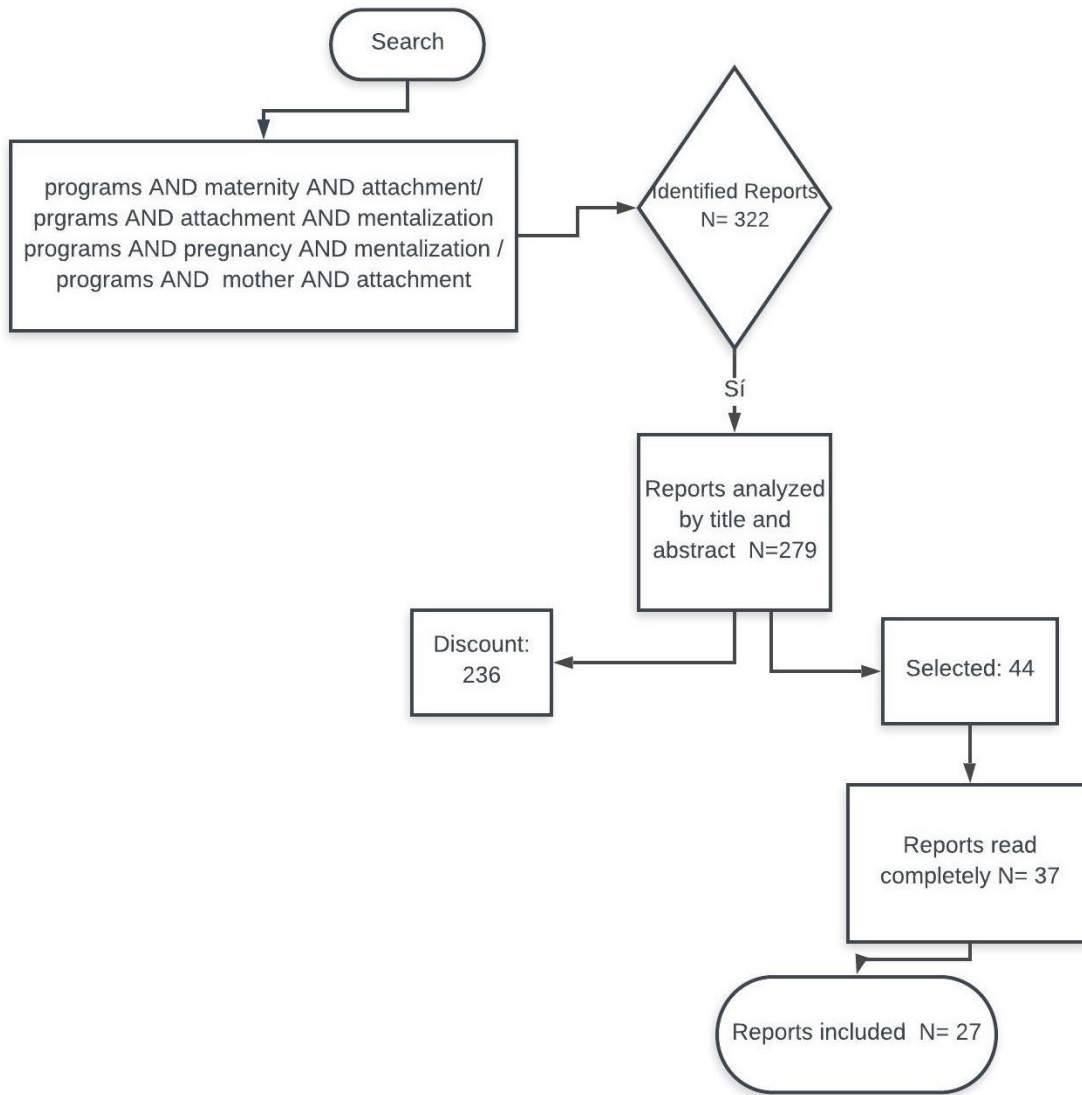 Search
programs AND maternity AND attachment/
prgrams AND attachment AND mentalization
programs AND pregnancy AND mentalization /
programs AND mother AND attachment
Identified Reports
N= 322
Sí
Reports analyzed
by title and
abstract N=279
Discount:
236
Selected: 44
Reports read
completely N= 37
Reports included N= 27